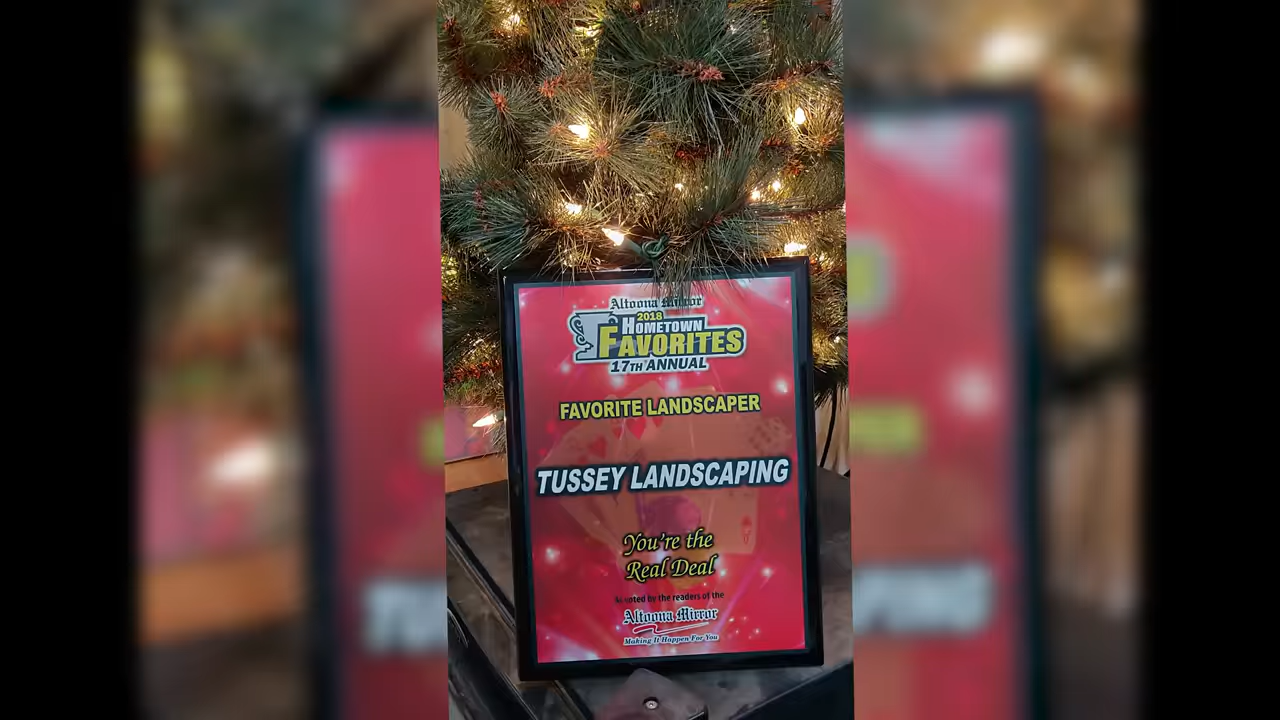 Altoona Mirror
2018
HOMETOWN
FAVORITES
17TH ANNUAL
FAVORITE LANDSCAPER
TUSSEY LANDSCAPING
You're the
Real Deal
As voted by the readers of the
Altoona Mirror
Making It Happen For You